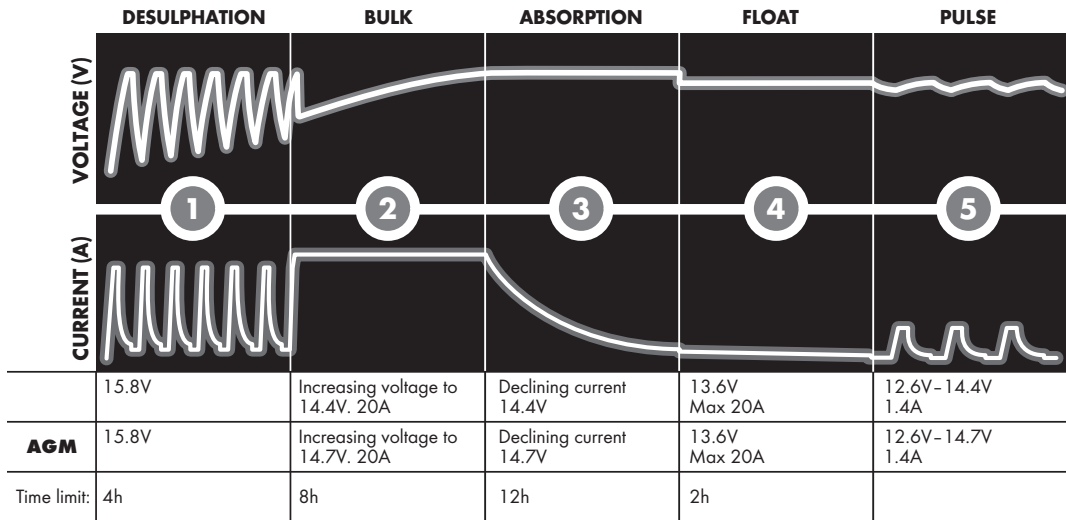 DESULPHATION BULK ABSORPTION FLOAT PULSE
VOLTAGE (V)
1 2 3 4 5
CURRENT (A)
15.8V Increasing voltage to Declining current 13.6V 12.6V–14.4V
14.4V. 20A 14.4V Max 20A 1.4A
AGM 15.8V Increasing voltage to Declining current 13.6V 12.6V–14.7V
14.7V. 20A 14.7V Max 20A 1.4A
Time limit: 4h 8h 12h 2h